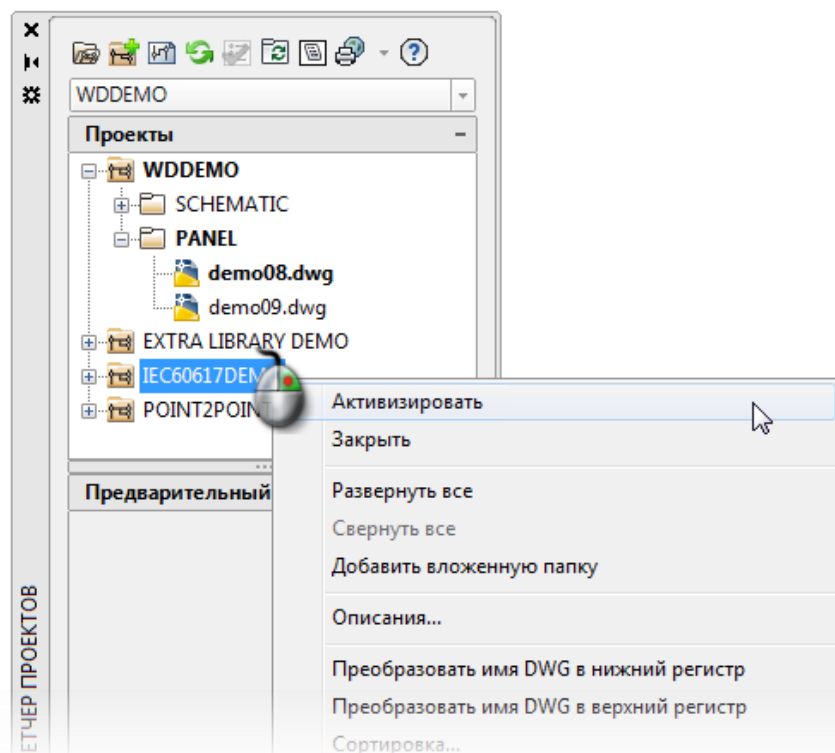 WDDEMO
Проекты
WDDEMO
SCHEMATIC
PANEL
demo08.dwg
demo09.dwg
EXTRA LIBRARY DEMO
IEC60617DEM
POINT2POINT
Предварительный
Активизировать
Закрыть
Развернуть все
Свернуть все
Добавить вложенную папку
Описания...
Преобразовать имя DWG в нижний регистр
Преобразовать имя DWG в верхний регистр
Сортировка...
ЕТЧЕР ПРОЕКТОВ